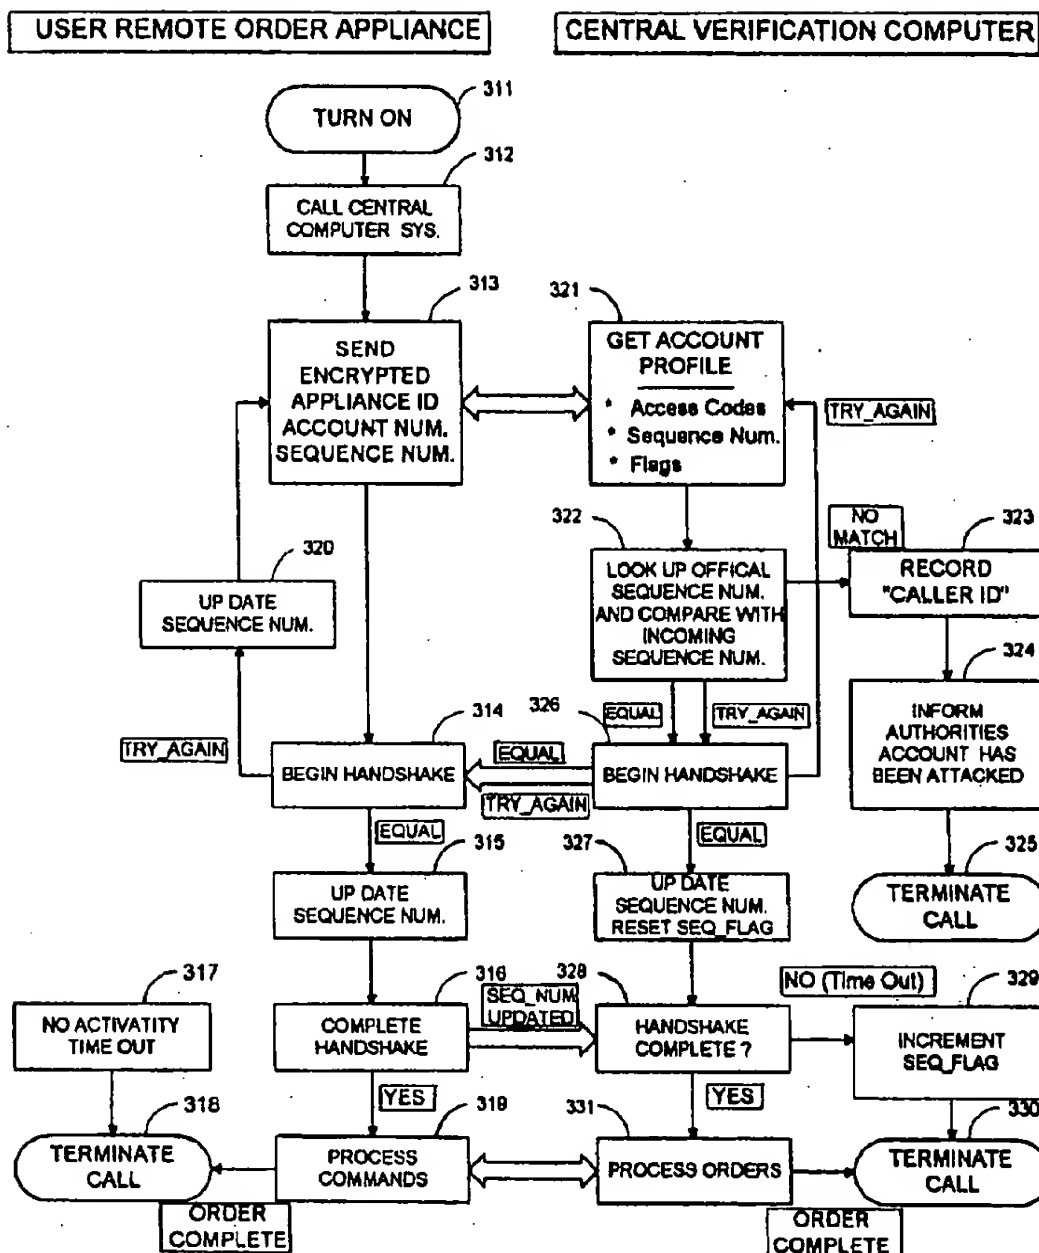 USER REMOTE ORDER APPLIANCE
CENTRAL VERIFICATION COMPUTER
311
TURN ON
312
CALL CENTRAL
COMPUTER SYS.
313
SEND
ENCRYPTED
APPLIANCE ID
ACCOUNT NUM.
SEQUENCE NUM.
321
GET ACCOUNT
PROFILE
* Access Codes
* Sequence Num.
* Flags
TRY_AGAIN
320
UP DATE
SEQUENCE NUM.
322
LOOK UP OFFICAL
SEQUENCE NUM.
AND COMPARE WITH
INCOMING
SEQUENCE NUM.
NO
MATCH
323
RECORD
"CALLER ID"
324
INFORM
AUTHORITIES
ACCOUNT HAS
BEEN ATTACKED
325
TERMINATE
CALL
EQUAL
TRY_AGAIN
314
326
TRY_AGAIN
BEGIN HANDSHAKE
EQUAL
TRY_AGAIN
BEGIN HANDSHAKE
EQUAL
315
327
EQUAL
UP DATE
SEQUENCE NUM.
UP DATE
SEQUENCE NUM.
RESET SEQ_FLAG
317
NO ACTIVATITY
TIME OUT
316
COMPLETE
HANDSHAKE
SEQ_NUM
UPDATED
328
HANDSHAKE
COMPLETE ?
NO (Time Out)
329
INCREMENT
SEQ_FLAG
318
TERMINATE
CALL
YES
319
PROCESS
COMMANDS
331
YES
PROCESS ORDERS
330
TERMINATE
CALL
ORDER
COMPLETE
ORDER
COMPLETE